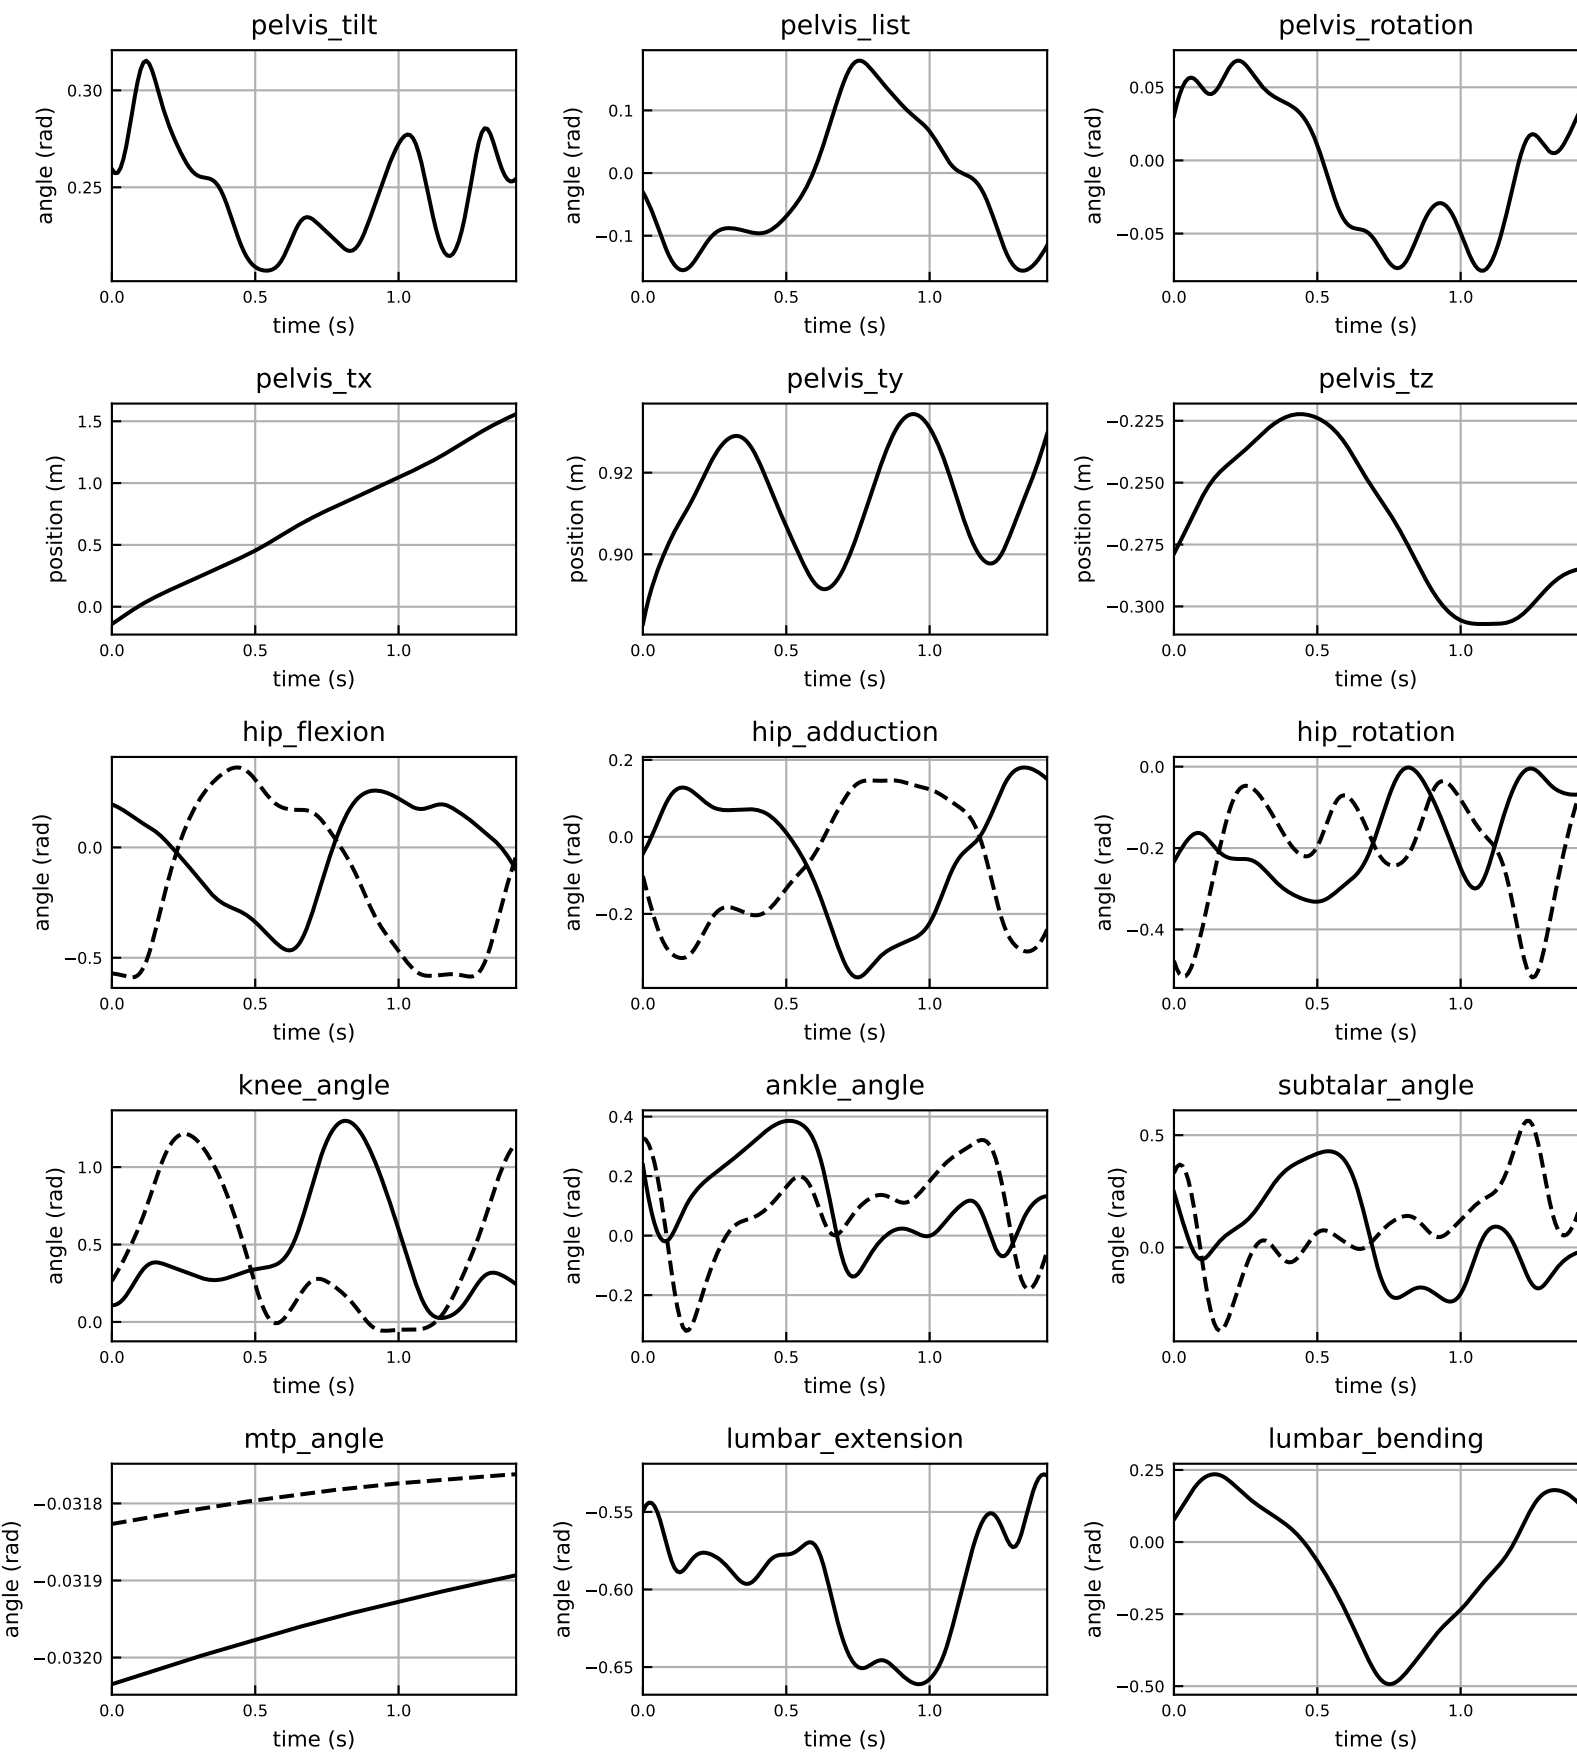 pelvis_tilt
angle (rad)
0.30
0.25
0.0 0.5 1.0
time (s)
pelvis_list
angle (rad)
0.1
0.0
−0.1
0.0 0.5 1.0
time (s)
pelvis_rotation
angle (rad)
0.05
0.00
−0.05
0.0 0.5 1.0
time (s)
pelvis_tx
position (m)
1.5
1.0
0.5
0.0
0.0 0.5 1.0
time (s)
pelvis_ty
position (m)
0.92
0.90
0.0 0.5 1.0
time (s)
pelvis_tz
position (m)
−0.225
−0.250
−0.275
−0.300
0.0 0.5 1.0
time (s)
hip_flexion
angle (rad)
0.0
−0.5
0.0 0.5 1.0
time (s)
hip_adduction
angle (rad)
0.2
0.0
−0.2
0.0 0.5 1.0
time (s)
hip_rotation
angle (rad)
0.0
−0.2
−0.4
0.0 0.5 1.0
time (s)
knee_angle
angle (rad)
1.0
0.5
0.0
0.0 0.5 1.0
time (s)
ankle_angle
angle (rad)
0.4
0.2
0.0
−0.2
0.0 0.5 1.0
time (s)
subtalar_angle
angle (rad)
0.5
0.0
0.0 0.5 1.0
time (s)
mtp_angle
angle (rad)
−0.0318
−0.0319
−0.0320
0.0 0.5 1.0
time (s)
lumbar_extension
angle (rad)
−0.55
−0.60
−0.65
0.0 0.5 1.0
time (s)
lumbar_bending
angle (rad)
0.25
0.00
−0.25
−0.50
0.0 0.5 1.0
time (s)